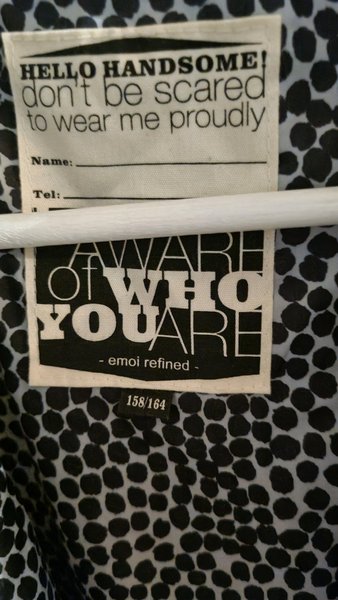 HELLO HANDSOME!
don't be scared
to wear me proudly
Name:
Tel:
AWARE
of WHO
YOU ARE
- emoi refined -
158/164